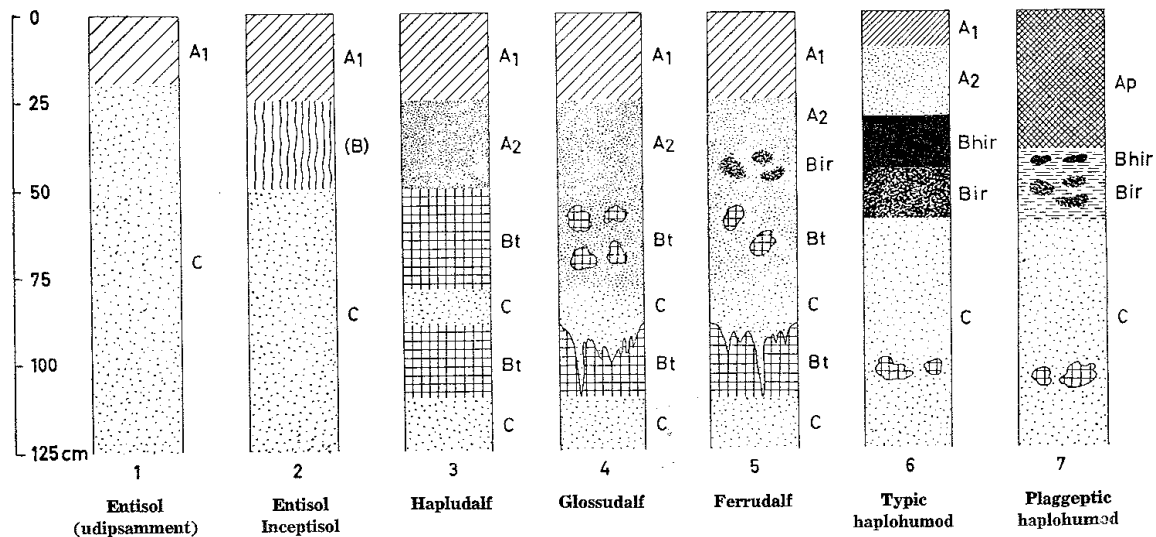 0
25
50
75
100
125 cm
A1
C
1
Entisol
(udipsamment)
A1
(B)
C
2
Entisol
Inceptisol
A1
A2
Bt
C
Bt
C
3
Hapludalf
A1
A2
Bt
C
Bt
C
4
Glossudalf
A1
A2
Bir
Bt
C
Bt
C
5
Ferrudalf
A1
A2
Bhir
Bir
C
6
Typic
haplohumod
Ap
Bhir
Bir
C
7
Plaggeptic
haplohumod